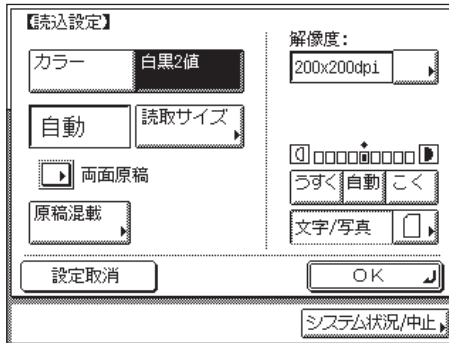 【読込設定】
カラー
白黒2値
自動
読取サイズ
両面原稿
原稿混載
解像度:
200x200dpi
うすく
自動
こく
文字/写真
設定取消
OK
システム状況/中止